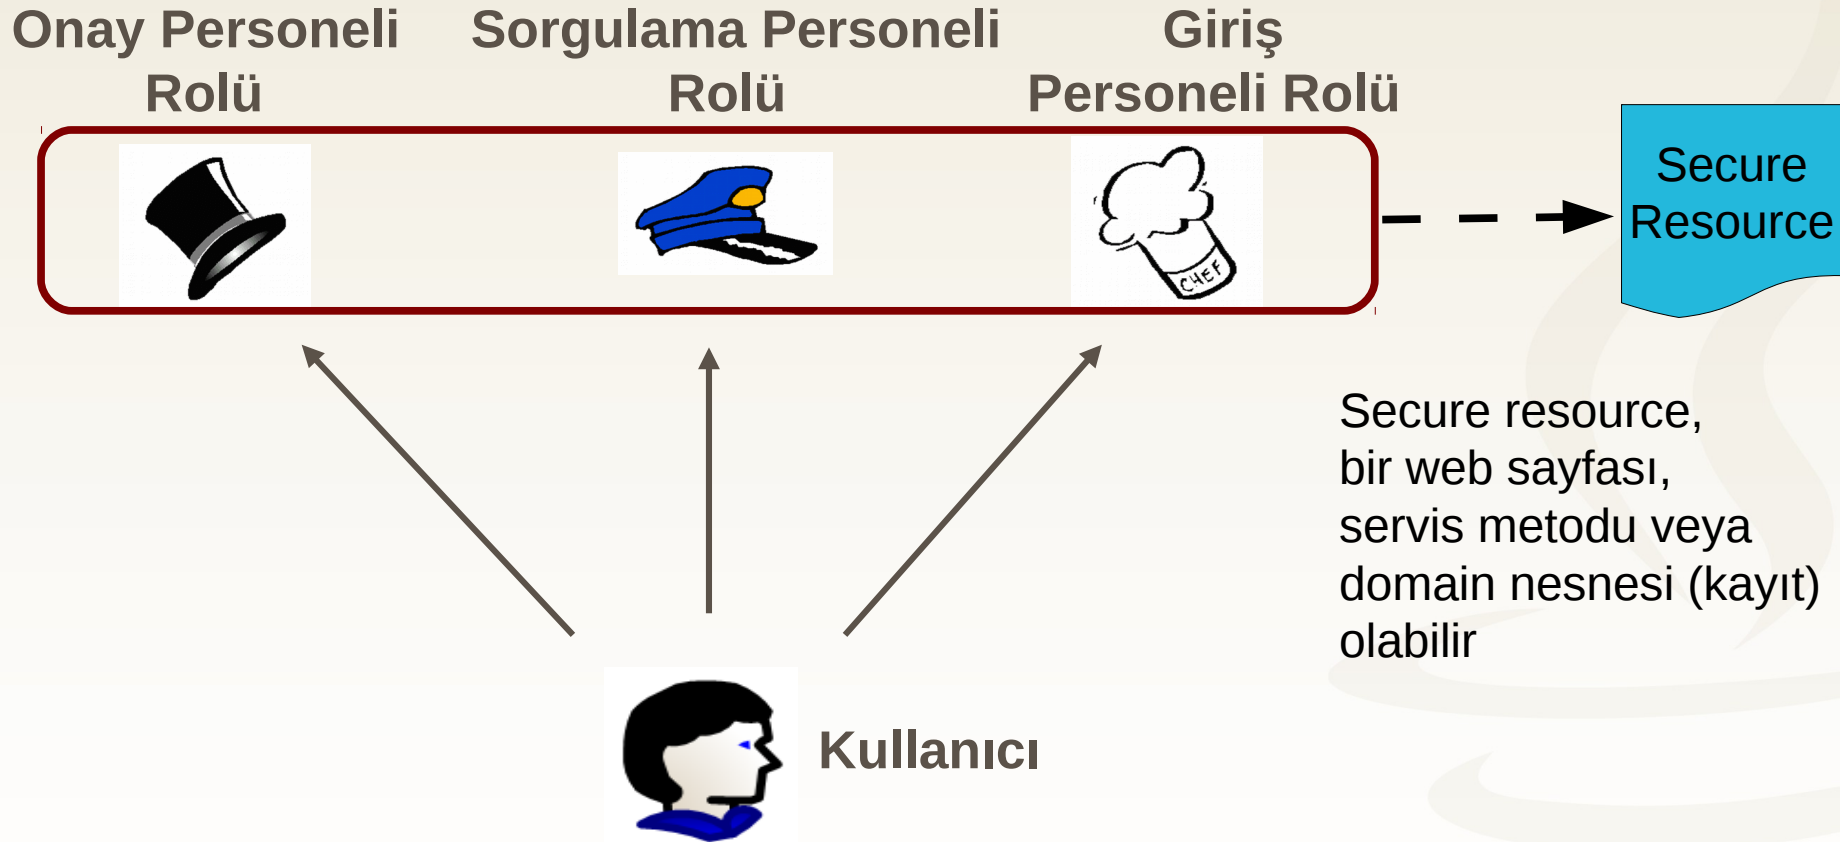 Onay Personeli
Rolü
Sorgulama Personeli
Rolü
Giriş
Personeli Rolü
CHEF
Secure
Resource
Secure resource,
bir web sayfası,
servis metodu veya
domain nesnesi (kayıt)
olabilir
Kullanıcı